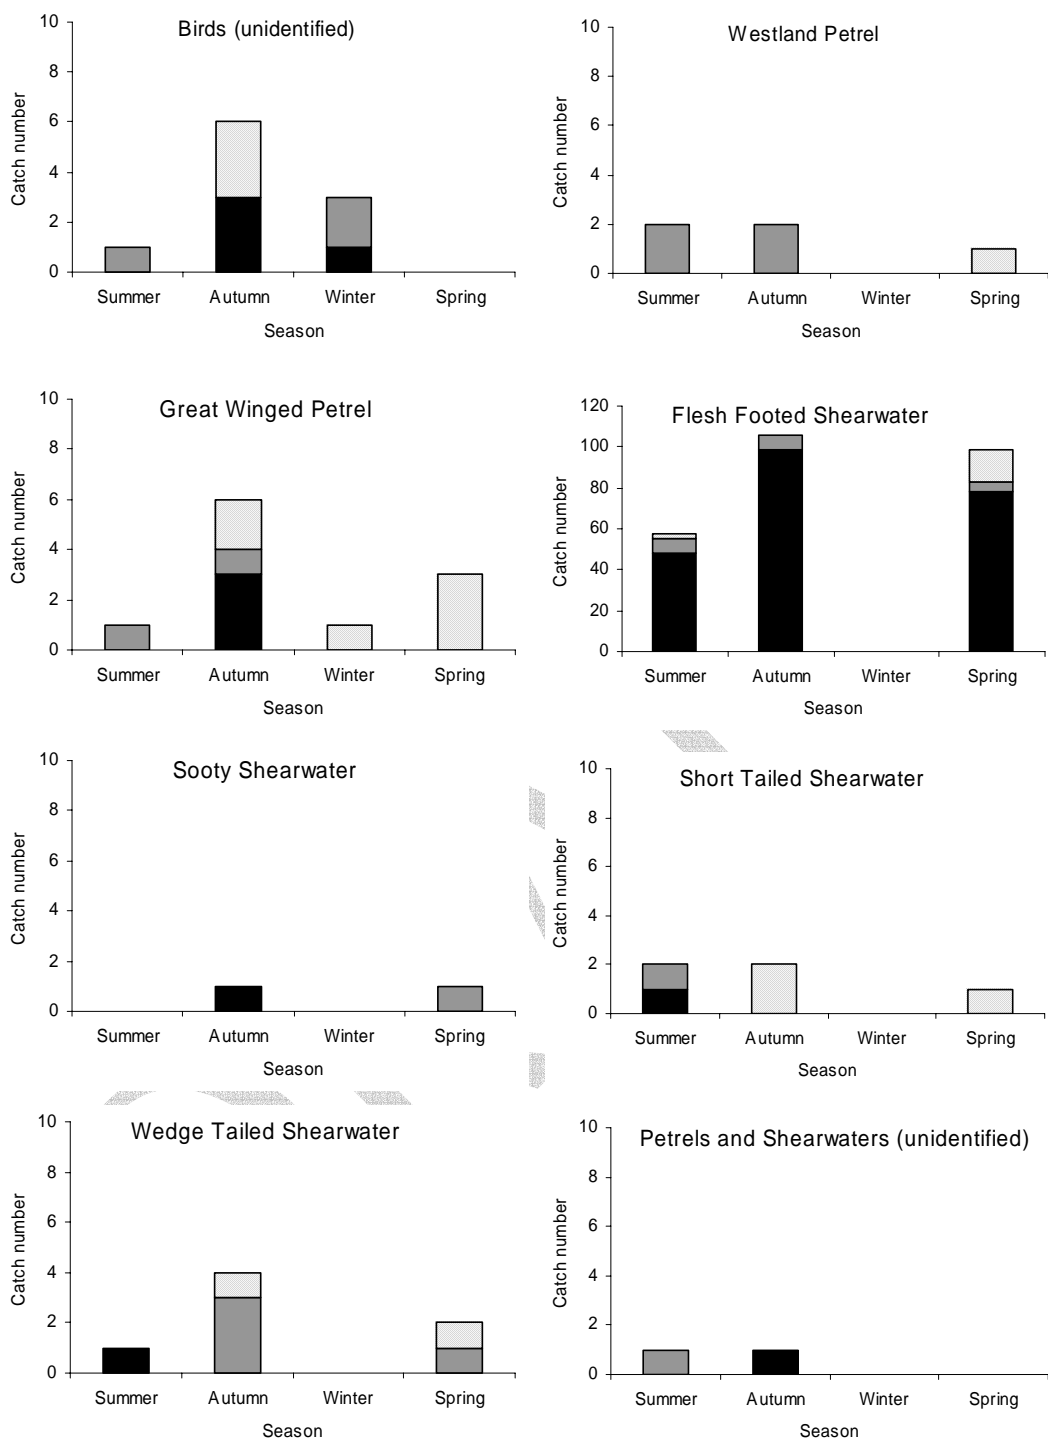 Birds (unidentified)
10
8
6
4
2
0
Catch number
Summer Autumn Winter Spring
Season
Westland Petrel
10
8
6
4
2
0
Catch number
Summer Autumn Winter Spring
Season
Great Winged Petrel
10
8
6
4
2
0
Catch number
Summer Autumn Winter Spring
Season
Flesh Footed Shearwater
120
100
80
60
40
20
0
Catch number
Summer Autumn Winter Spring
Season
Sooty Shearwater
10
8
6
4
2
0
Catch number
Summer Autumn Winter Spring
Season
Short Tailed Shearwater
10
8
6
4
2
0
Catch number
Summer Autumn Winter Spring
Season
Wedge Tailed Shearwater
10
8
6
4
2
0
Catch number
Summer Autumn Winter Spring
Season
Petrels and Shearwaters (unidentified)
10
8
6
4
2
0
Catch number
Summer Autumn Winter Spring
Season